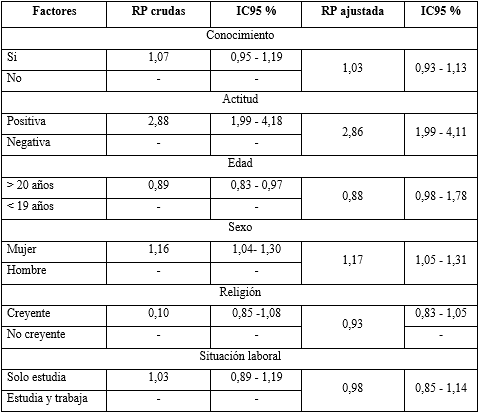 Factores RP crudas IC95 % RP ajustada IC95 %
Conocimiento
Si 1,07 0,95 - 1,19 1,03 0,93 - 1,13
No - -
Actitud
Positiva 2,88 1,99 - 4,18 2,86 1,99 - 4,11
Negativa - -
Edad
> 20 años 0,89 0,83 - 0,97 0,88 0,98 - 1,78
< 19 años - -
Sexo
Mujer 1,16 1,04- 1,30 1,17 1,05 - 1,31
Hombre - -
Religión
Creyente 0,10 0,85 -1,08 0,93 0,83 - 1,05
No creyente - - -
Situación laboral
Solo estudia 1,03 0,89 - 1,19 0,98 0,85 - 1,14
Estudia y trabaja - -